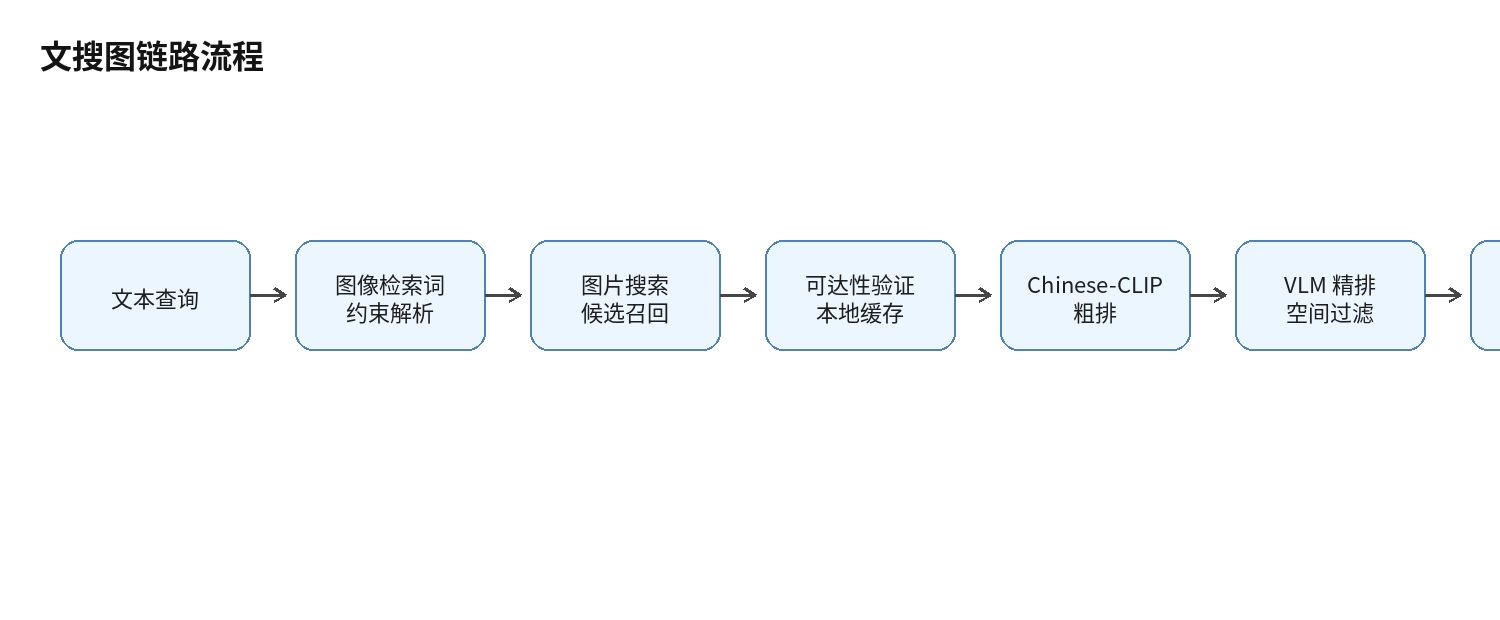 文搜图链路流程
文本查询
图像检索词
约束解析
图片搜索
候选召回
可达性验证
本地缓存
Chinese-CLIP
粗排
VLM 精排
空间过滤